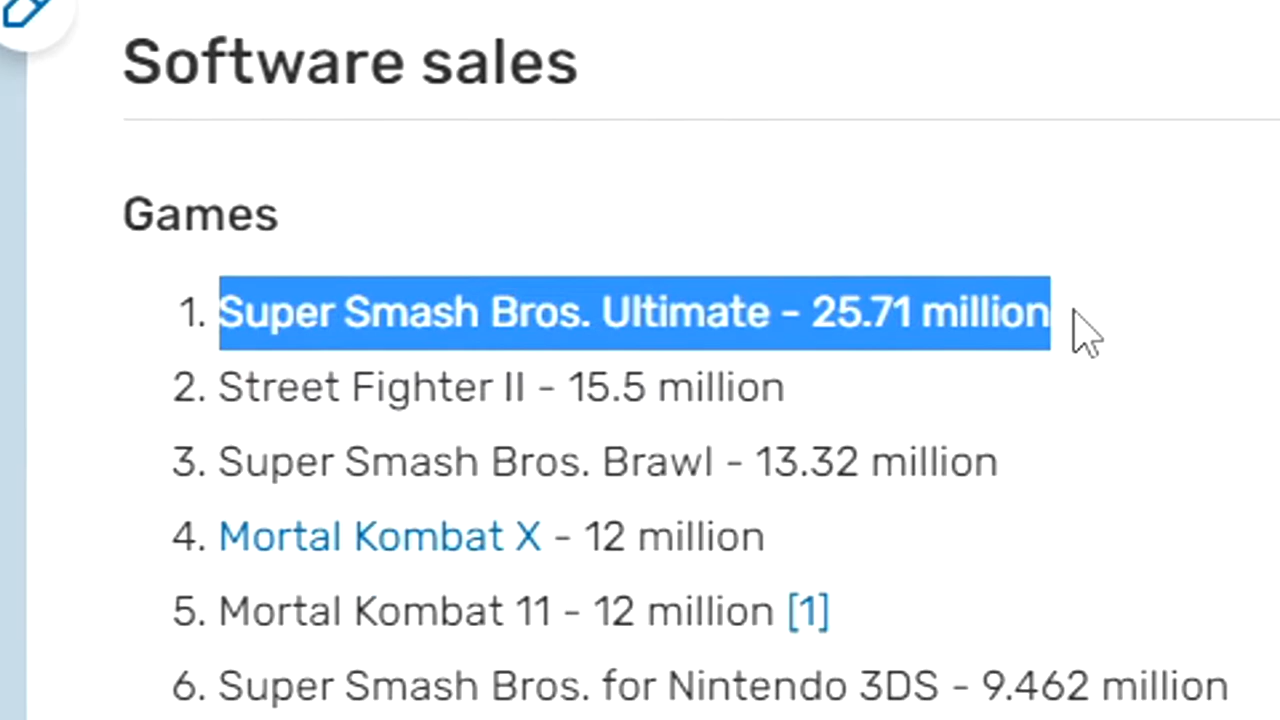 Software sales
Games
1. Super Smash Bros. Ultimate - 25.71 million
2. Street Fighter II - 15.5 million
3. Super Smash Bros. Brawl - 13.32 million
4. Mortal Kombat X - 12 million
5. Mortal Kombat 11 - 12 million [1]
6. Super Smash Bros. for Nintendo 3DS - 9.462 million